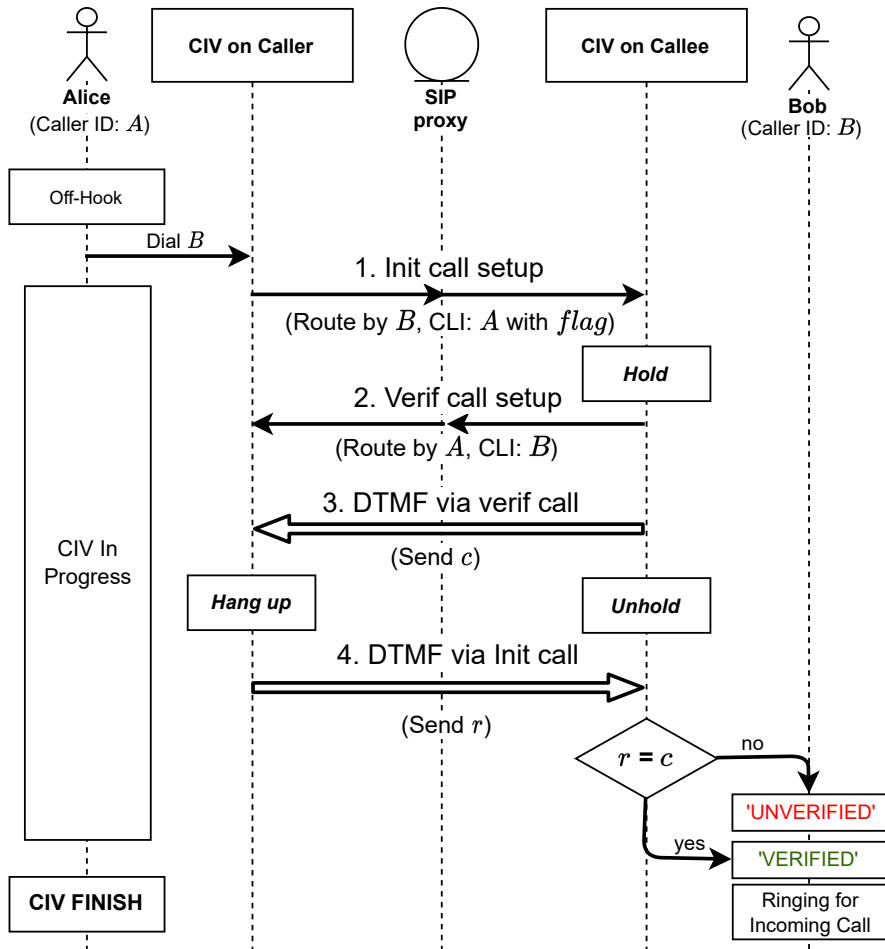 CIV on Caller
CIV on Callee
Alice
(Caller ID: A)
SIP
proxy
Bob
(Caller ID: B)
Off-Hook
Dial B
1. Init call setup
(Route by B, CLI: A with flag)
Hold
2. Verif call setup
(Route by A, CLI: B)
3. DTMF via verif call
(Send c)
CIV In
Progress
Hang up
Unhold
4. DTMF via Init call
(Send r)
r = c
no
'UNVERIFIED'
yes
'VERIFIED'
CIV FINISH
Ringing for
Incoming Call